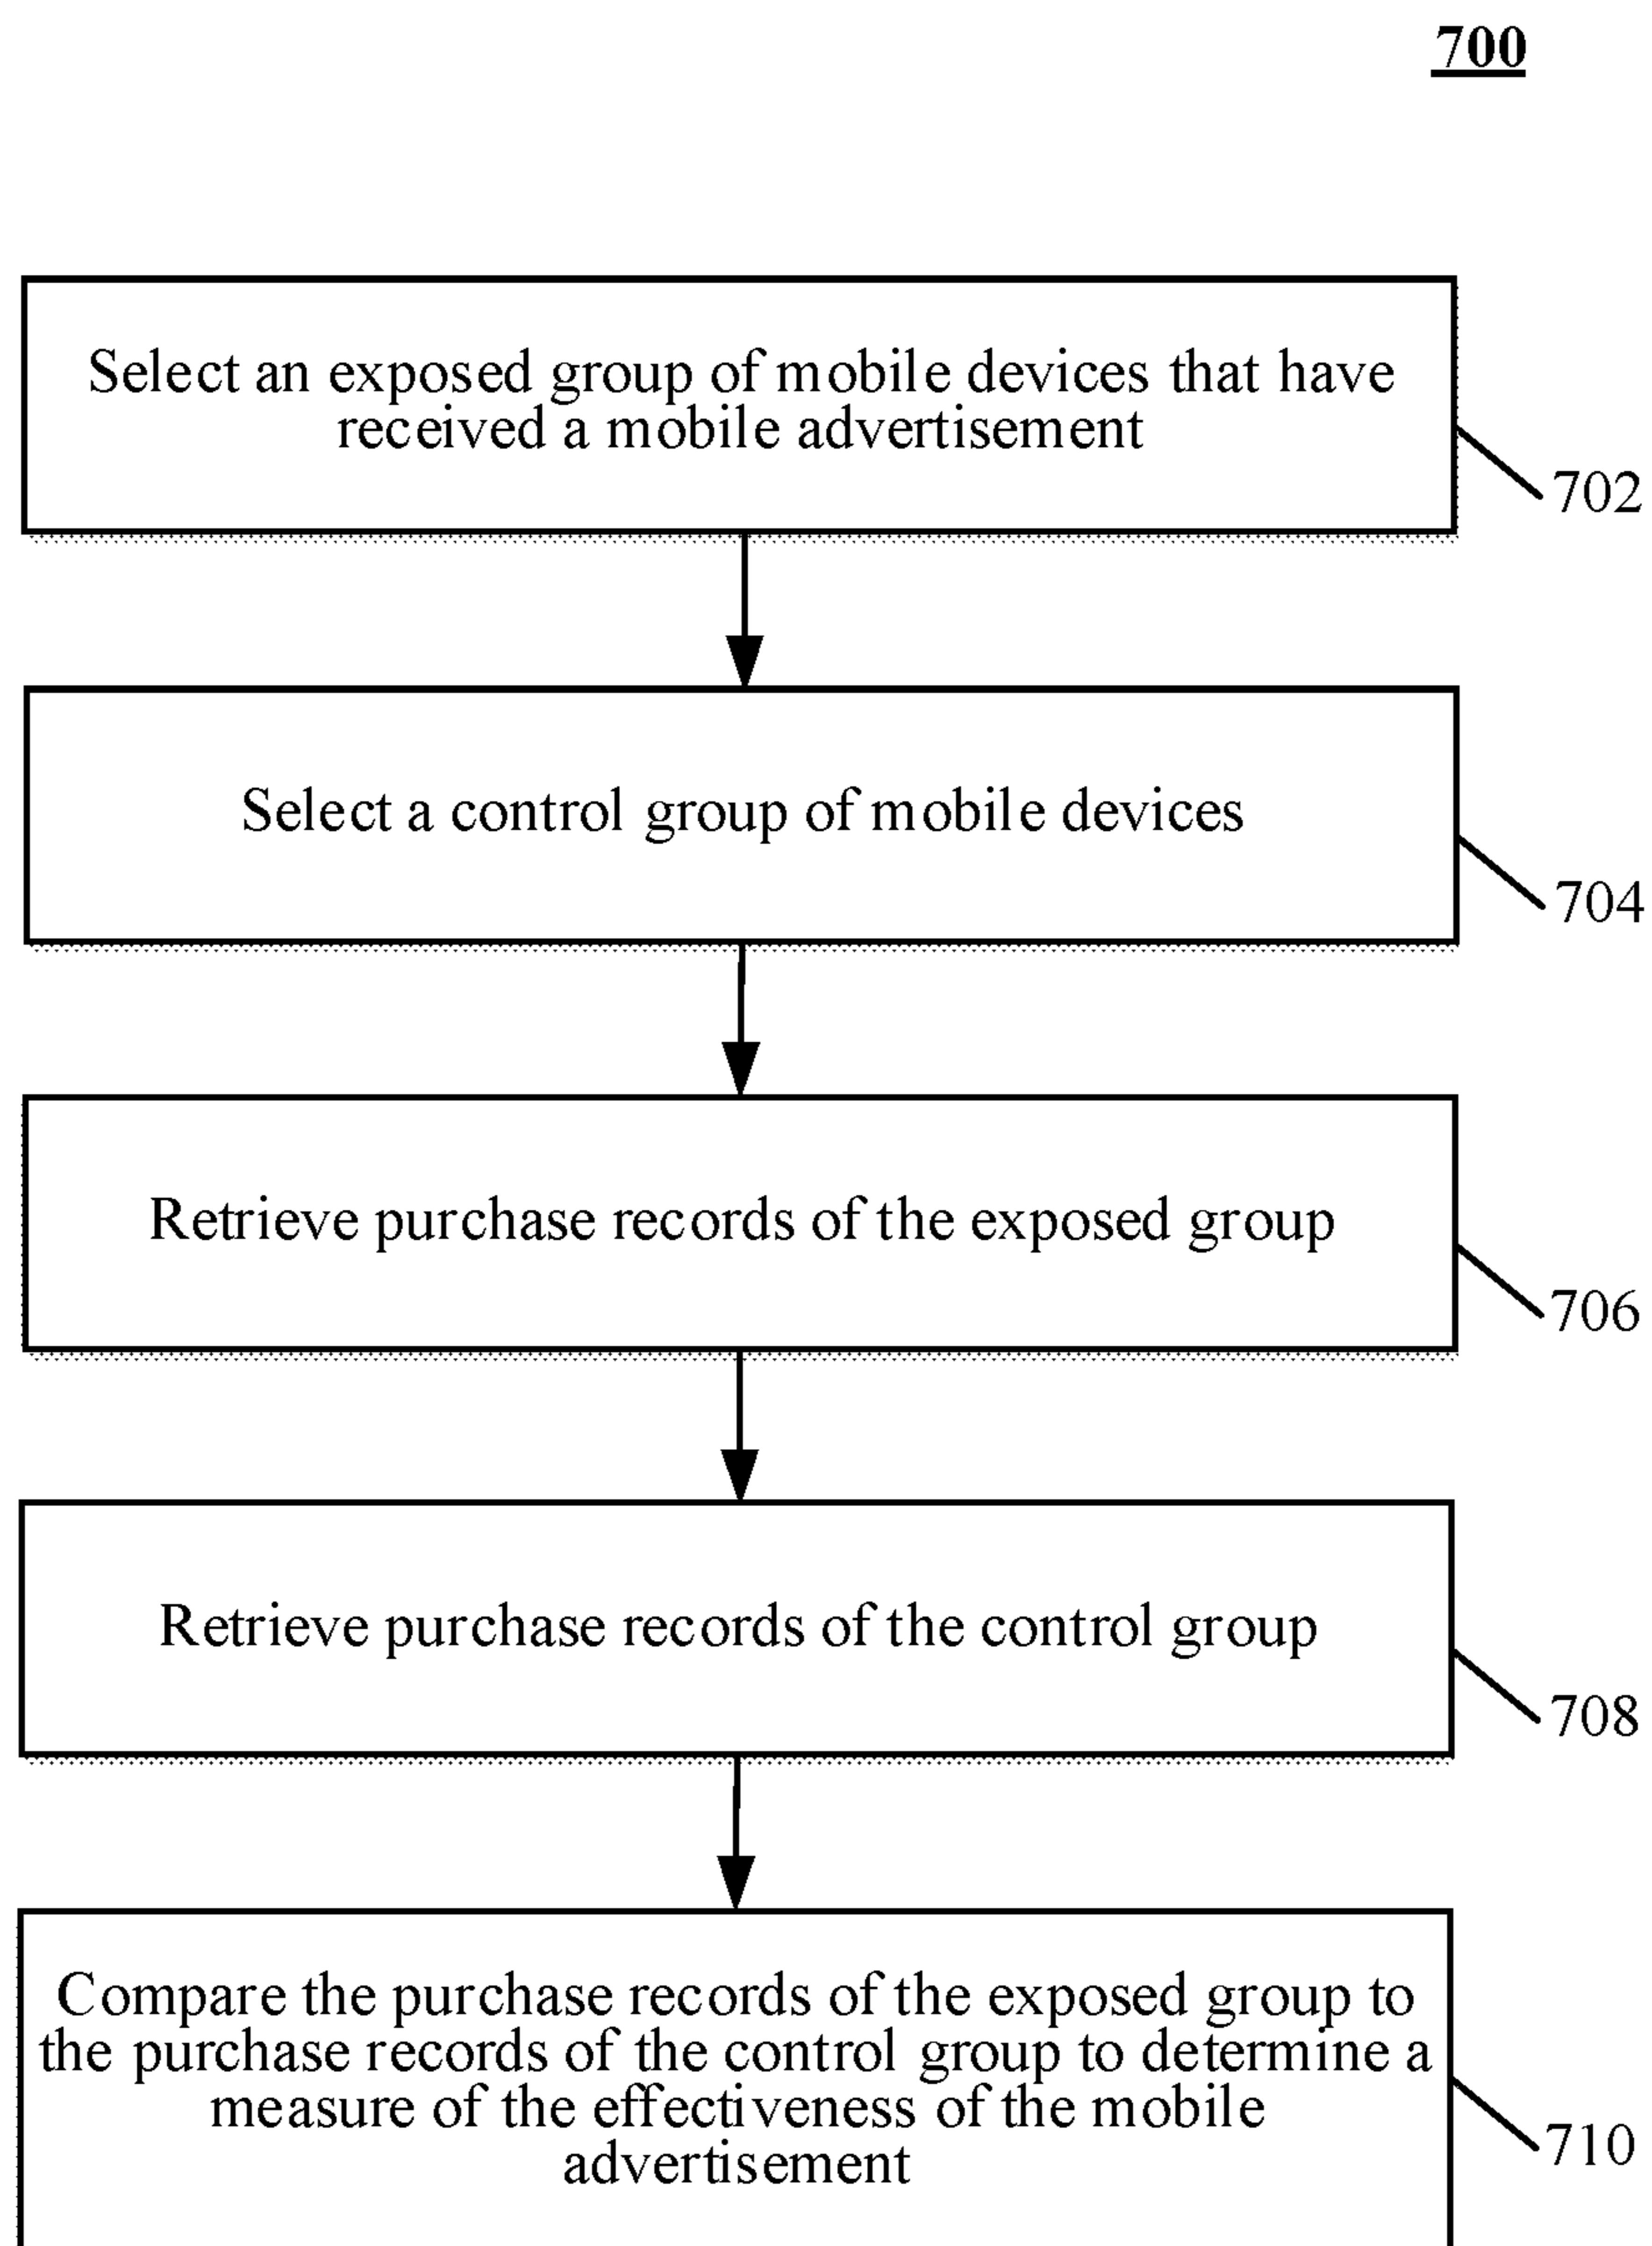 700
Select an exposed group of mobile devices that have
received a mobile advertisement
702
Select a control group of mobile devices
704
Retrieve purchase records of the exposed group
706
Retrieve purchase records of the control group
708
Compare the purchase records of the exposed group to
the purchase records of the control group to determine a
measure of the effectiveness of the mobile
advertisement
710